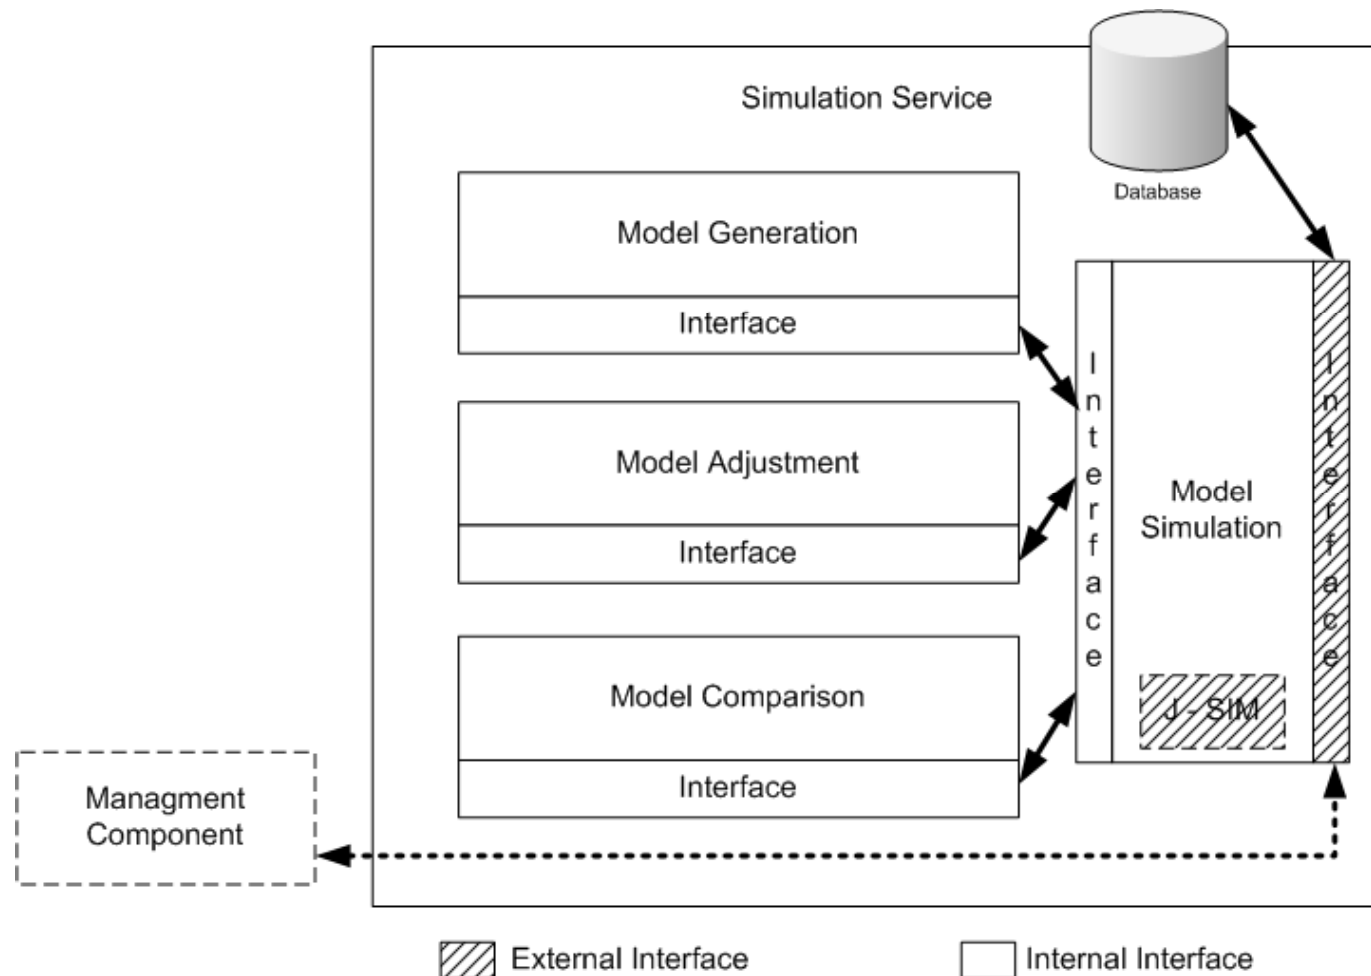 Simulation Service
Database
Model Generation
Interface
Model Adjustment
Interface
Model Comparison
Interface
Interface
Model
Simulation
J - SIM
Interface
Managment
Component
External Interface
Internal Interface